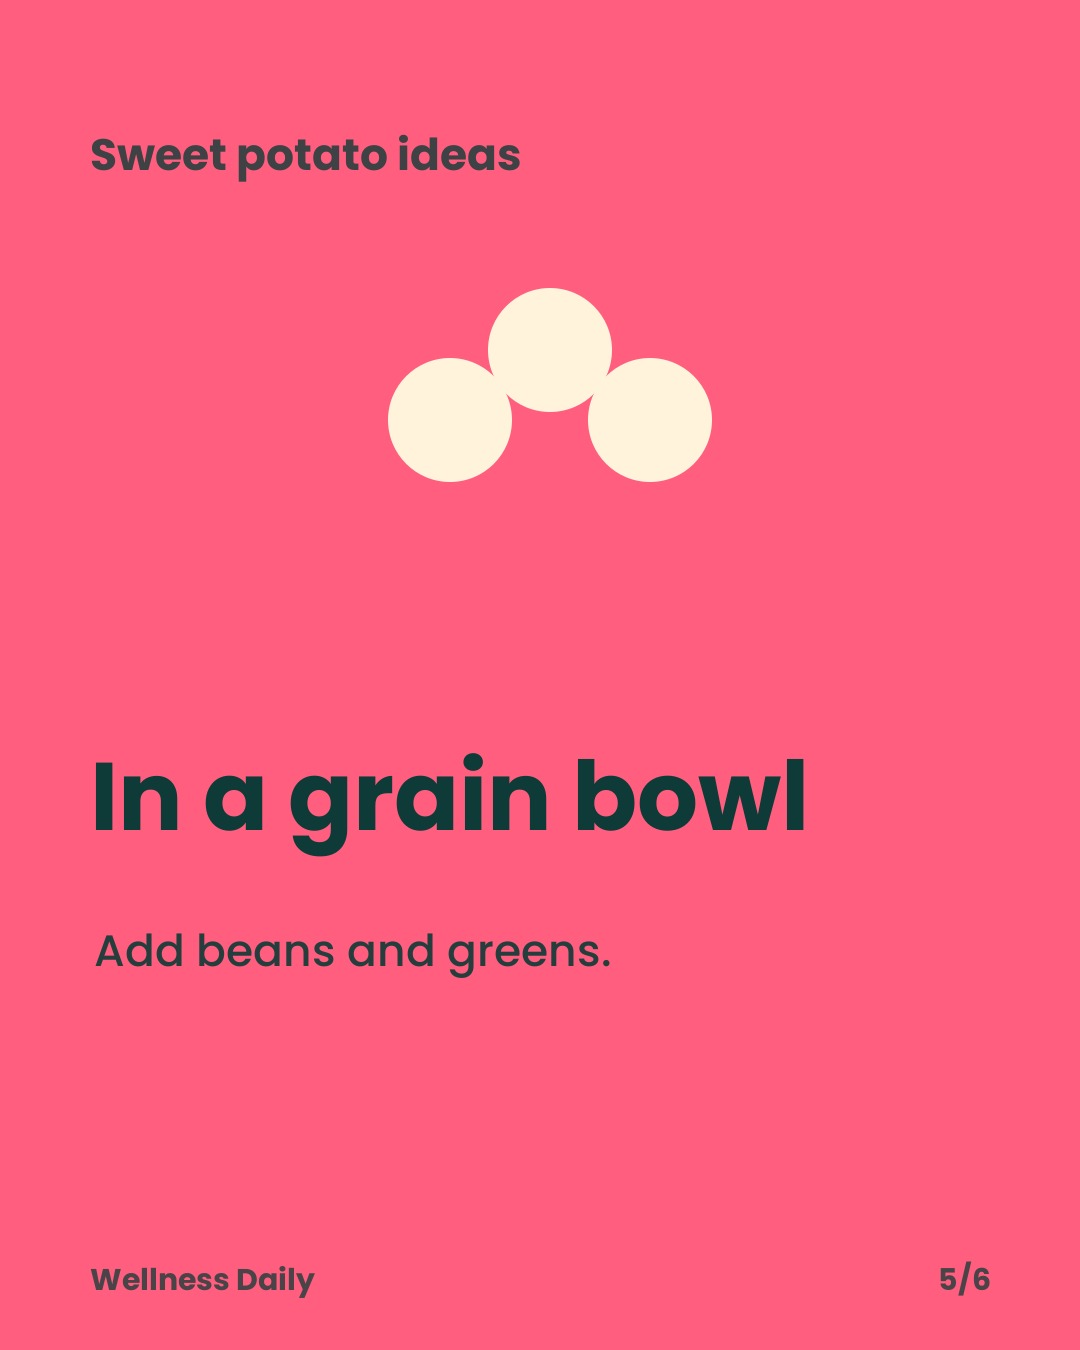 Sweet potato ideas
In a grain bowl
Add beans and greens.
Wellness Daily
5/6